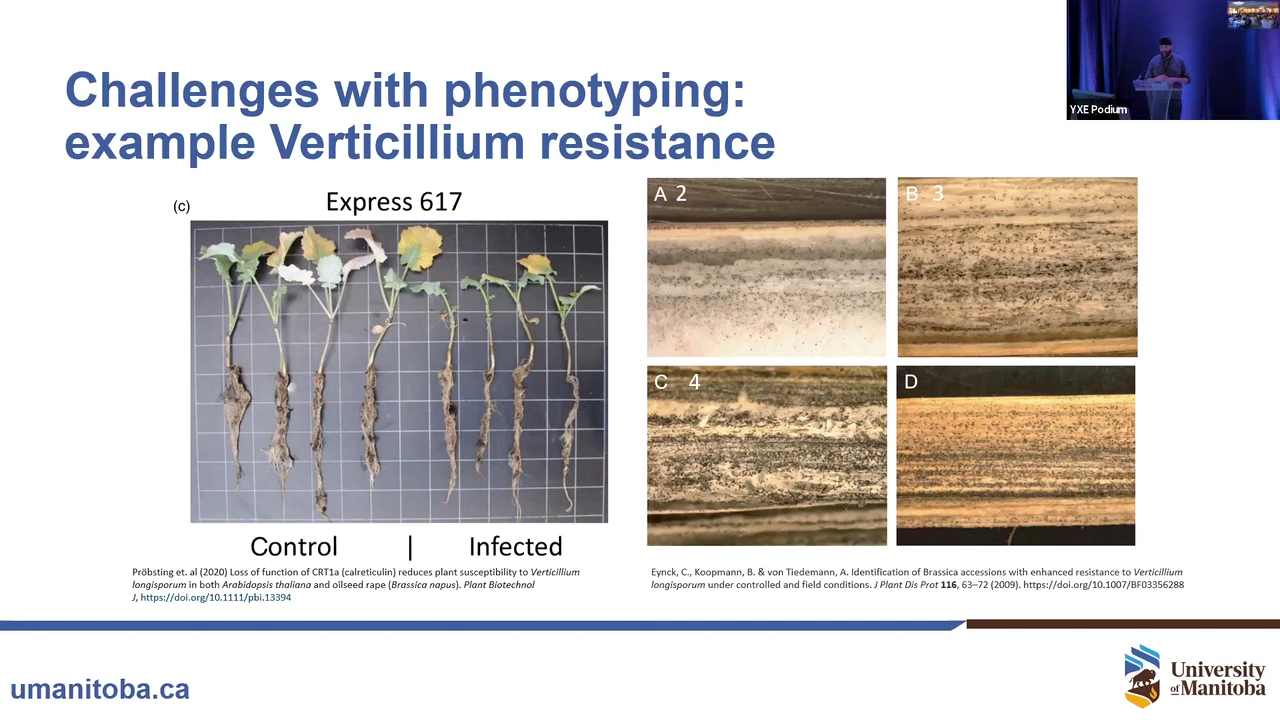 Challenges with phenotyping:
example Verticillium resistance
YXE Podium
(c)
Express 617
Control | Infected
A 2
B 3
C 4
D
Pröbsting et. al (2020) Loss of function of CRT1a (calreticulin) reduces plant susceptibility to Verticillium
longisporum in both Arabidopsis thaliana and oilseed rape (Brassica napus). Plant Biotechnol
J, https://doi.org/10.1111/pbi.13394
Eynck, C., Koopmann, B. & von Tiedemann, A. Identification of Brassica accessions with enhanced resistance to Verticillium
longisporum under controlled and field conditions. J Plant Dis Prot 116, 63–72 (2009). https://doi.org/10.1007/BF03356288
umanitoba.ca
University
of Manitoba